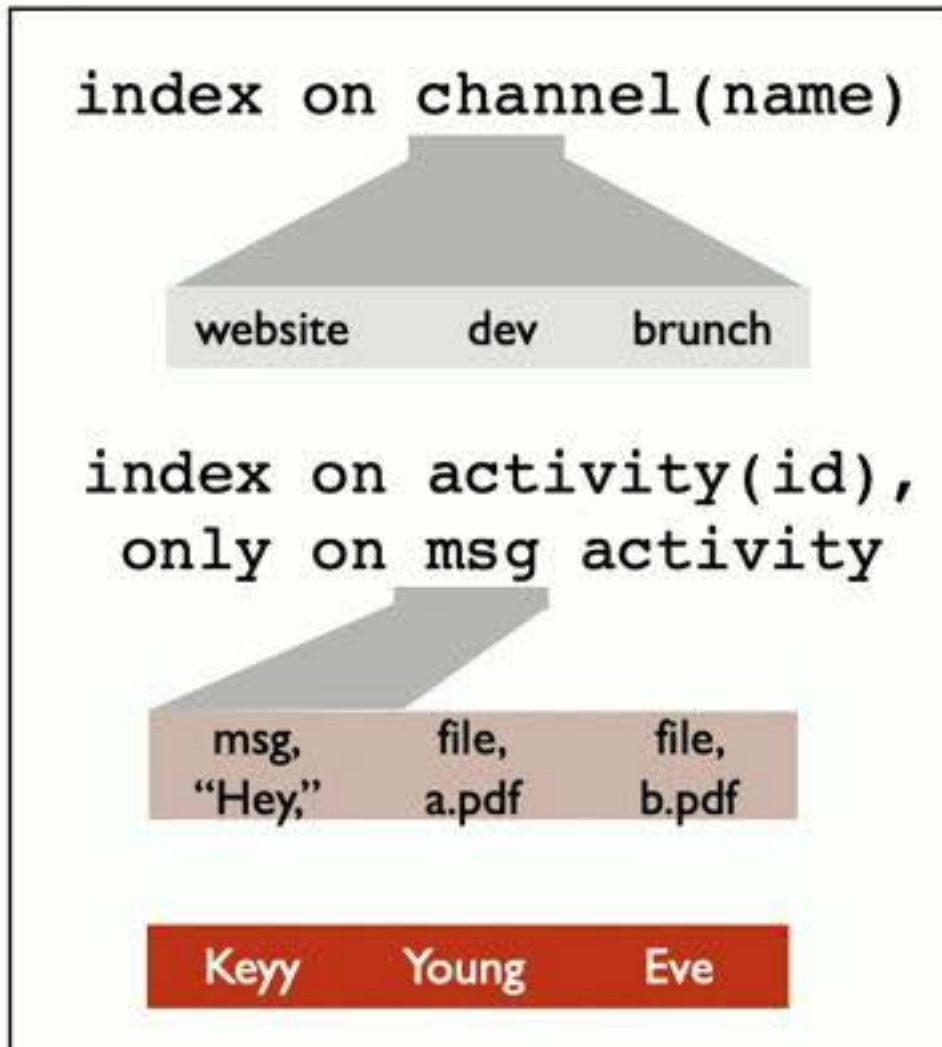 index on channel(name)
website dev brunch
index on activity(id),
only on msg activity
msg, file, file,
“Hey,” a.pdf b.pdf
Keyy Young Eve